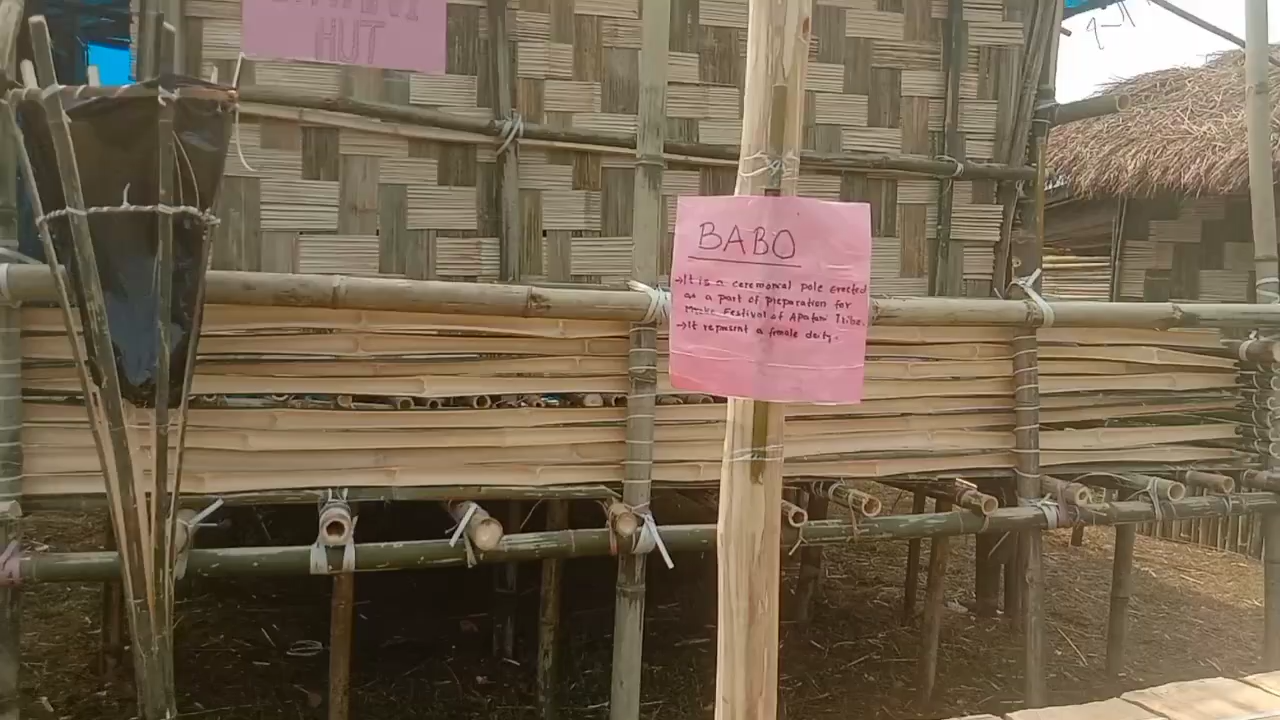 HUT
BABO
→It is a ceremonial pole erected
as a part of preparation for
Festival of Apatani Tribe.
→It represnt a female deity.